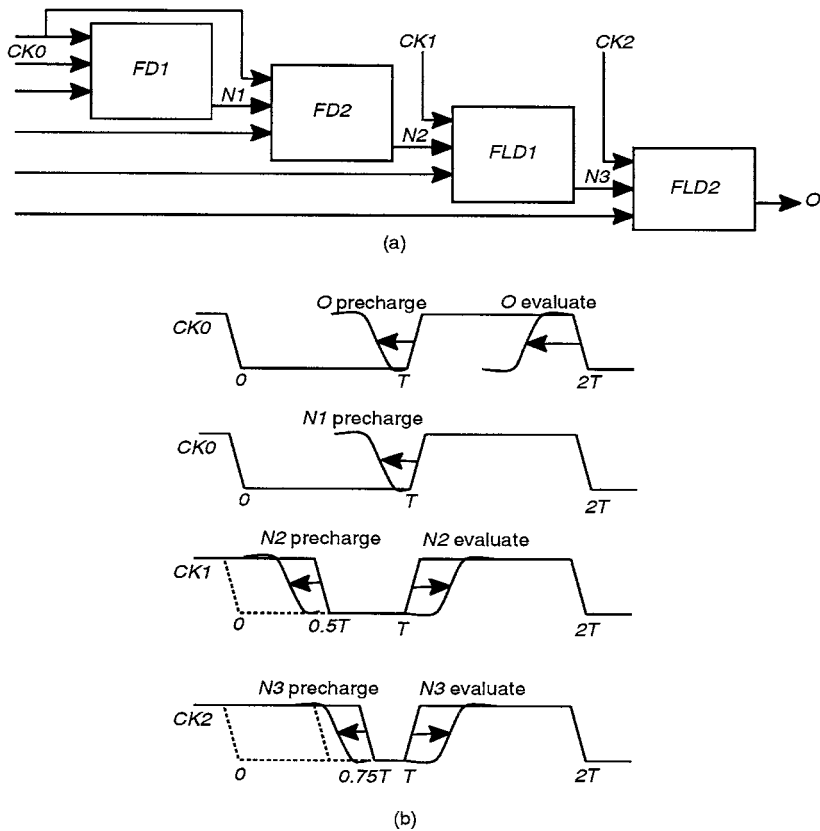 CK0
FD1
N1
FD2
CK1
N2
FLD1
CK2
N3
FLD2
O
(a)
O precharge
O evaluate
CK0
0
T
2T
N1 precharge
CK0
0
T
2T
N2 precharge
N2 evaluate
CK1
0
0.5T
T
2T
N3 precharge
N3 evaluate
CK2
0
0.75T
T
2T
(b)